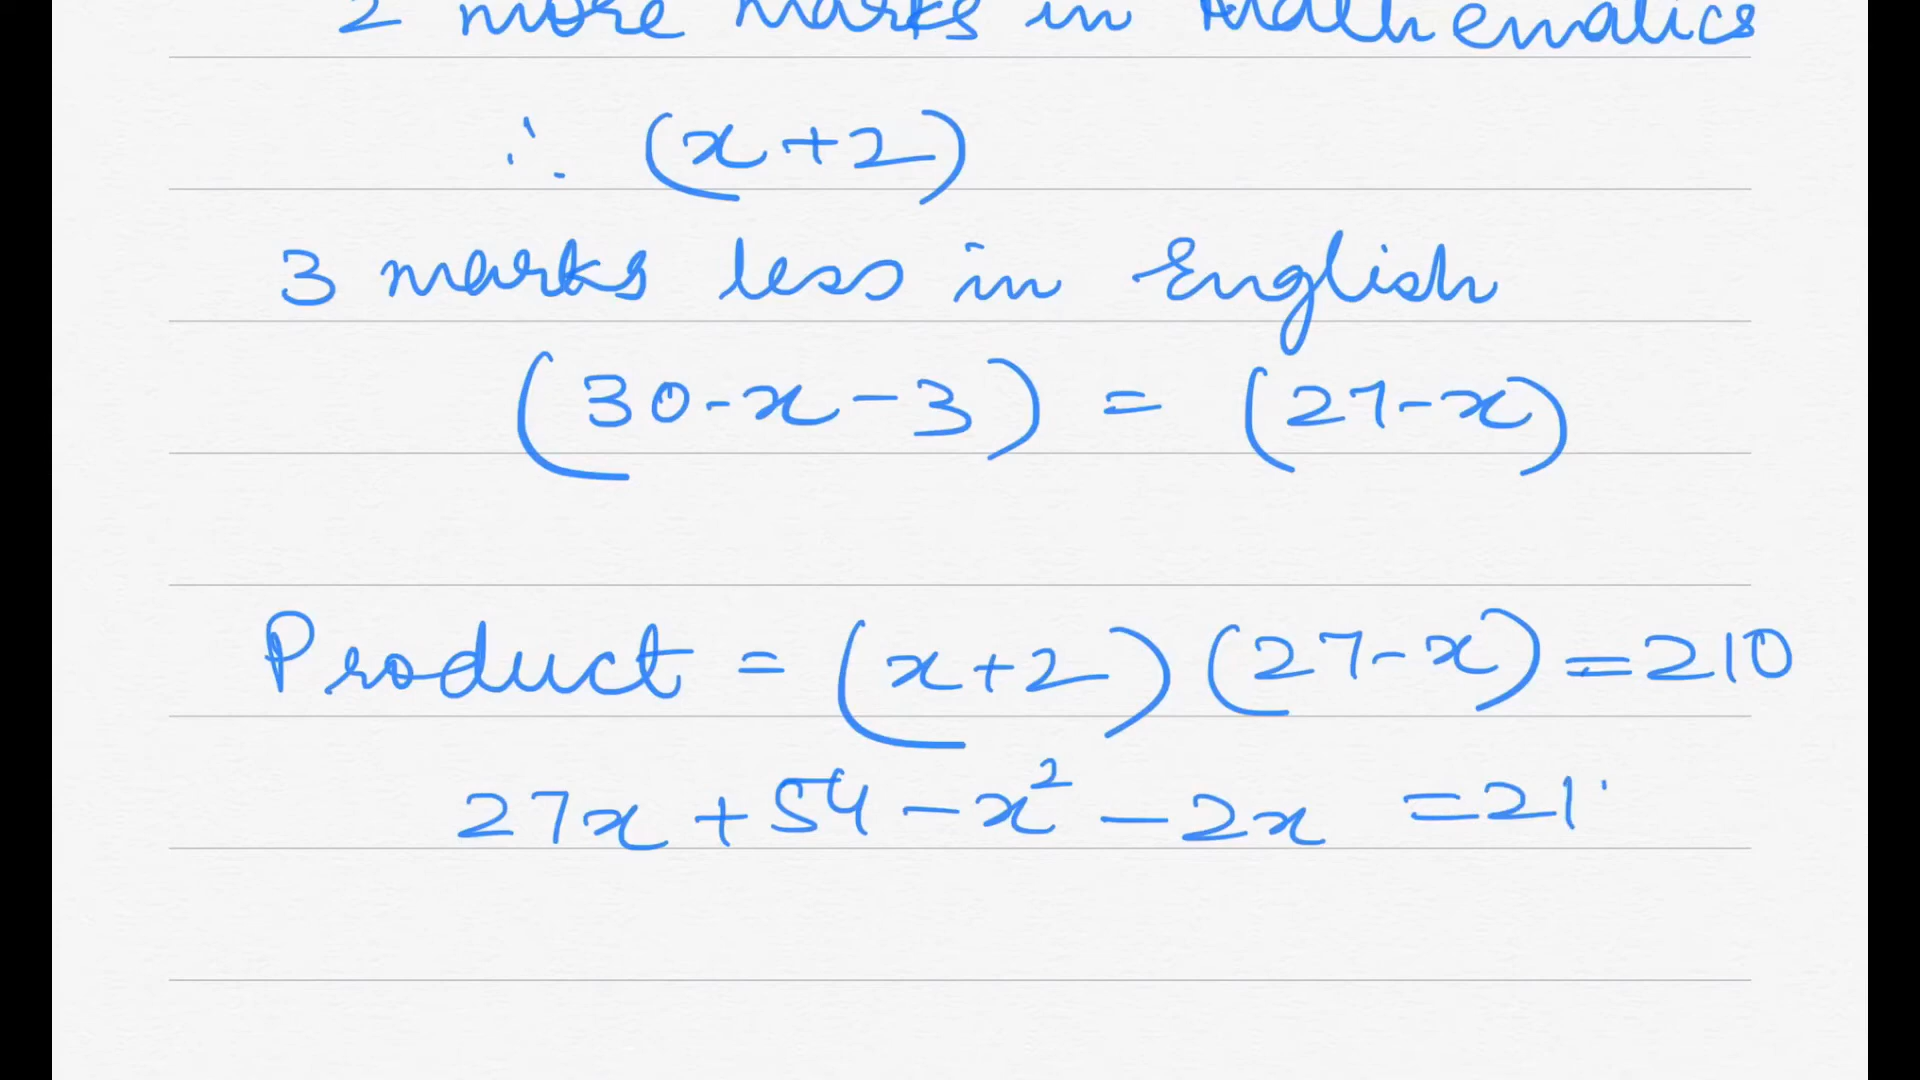 2 more marks in Mathematics
∴ (x+2)
3 marks less in English
(30-x-3) = (27-x)
Product = (x+2) (27-x) = 210
27x + 54 - x² - 2x = 21